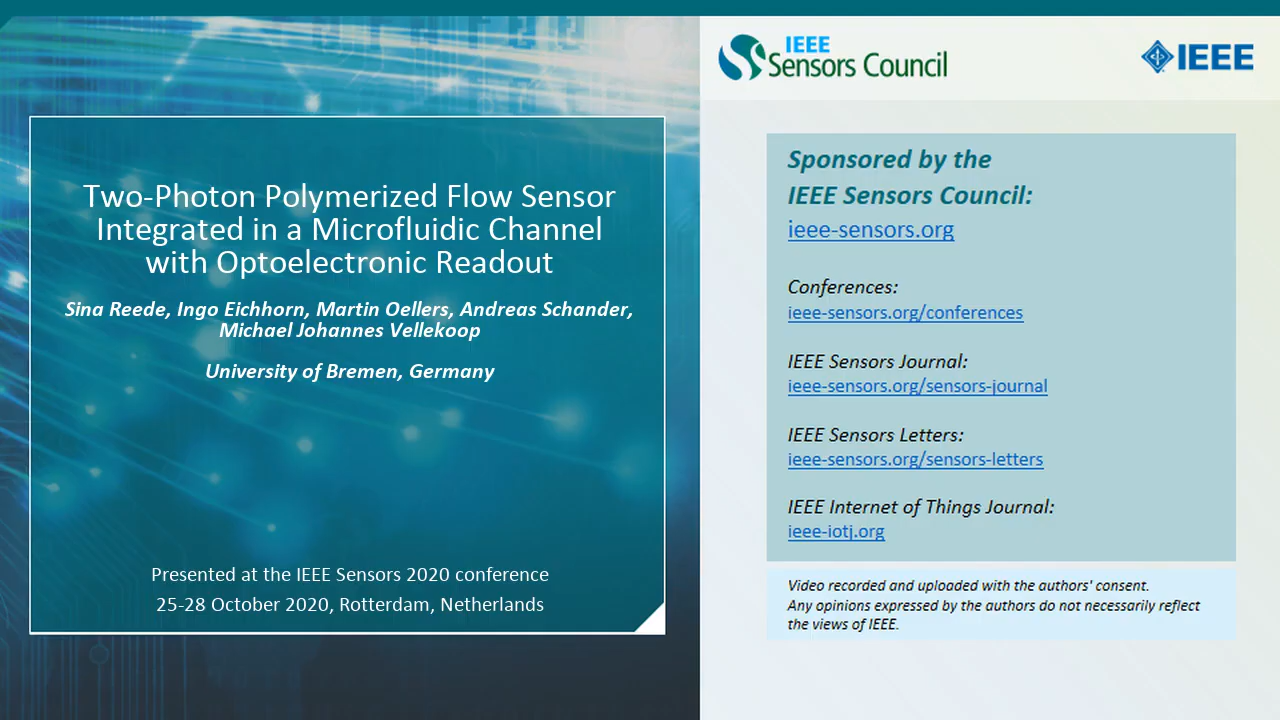 Two-Photon Polymerized Flow Sensor
Integrated in a Microfluidic Channel
with Optoelectronic Readout
Sina Reede, Ingo Eichhorn, Martin Oellers, Andreas Schander,
Michael Johannes Vellekoop
University of Bremen, Germany
Presented at the IEEE Sensors 2020 conference
25-28 October 2020, Rotterdam, Netherlands
IEEE
Sensors Council
IEEE
Sponsored by the
IEEE Sensors Council:
ieee-sensors.org
Conferences:
ieee-sensors.org/conferences
IEEE Sensors Journal:
ieee-sensors.org/sensors-journal
IEEE Sensors Letters:
ieee-sensors.org/sensors-letters
IEEE Internet of Things Journal:
ieee-iotj.org
Video recorded and uploaded with the authors' consent.
Any opinions expressed by the authors do not necessarily reflect
the views of IEEE.